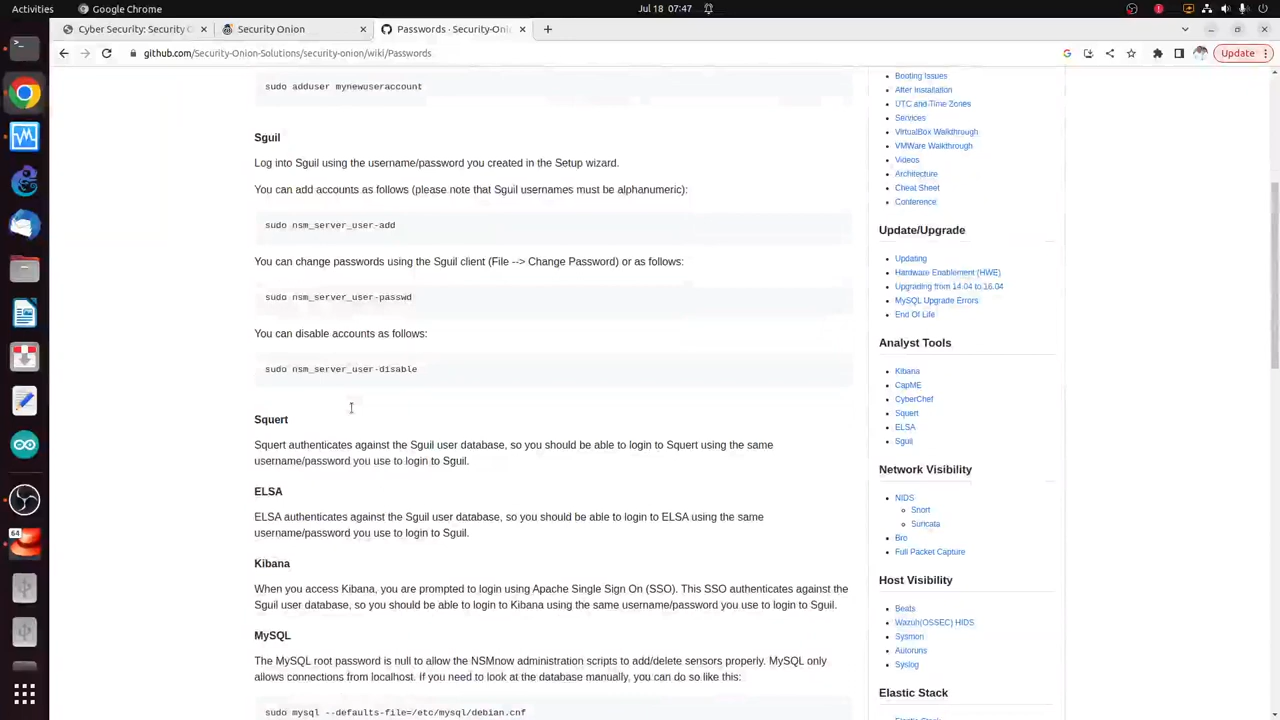 Activities
Google Chrome
Jul 18 07:47
Cyber Security: Security C
Security Onion
Passwords · Security-Oni
Update
github.com/Security-Onion-Solutions/security-onion/wiki/Passwords
sudo adduser mynewuseraccount
Sguil
Log into Sguil using the username/password you created in the Setup wizard.
You can add accounts as follows (please note that Sguil usernames must be alphanumeric):
sudo nsm_server_user-add
You can change passwords using the Sguil client (File --> Change Password) or as follows:
sudo nsm_server_user-passwd
You can disable accounts as follows:
sudo nsm_server_user-disable
Squert
Squert authenticates against the Sguil user database, so you should be able to login to Squert using the same
username/password you use to login to Sguil.
ELSA
ELSA authenticates against the Sguil user database, so you should be able to login to ELSA using the same
username/password you use to login to Sguil.
Kibana
When you access Kibana, you are prompted to login using Apache Single Sign On (SSO). This SSO authenticates against the
Sguil user database, so you should be able to login to Kibana using the same username/password you use to login to Sguil.
MySQL
The MySQL root password is null to allow the NSMnow administration scripts to add/delete sensors properly. MySQL only
allows connections from localhost. If you need to look at the database manually, you can do so like this:
sudo mysql --defaults-file=/etc/mysql/debian.cnf
Booting Issues
After Installation
UTC and Time Zones
Services
VirtualBox Walkthrough
VMWare Walkthrough
Videos
Architecture
Cheat Sheet
Conference
Update/Upgrade
Updating
Hardware Enablement (HWE)
Upgrading from 14.04 to 16.04
MySQL Upgrade Errors
End Of Life
Analyst Tools
Kibana
CapME
CyberChef
Squert
ELSA
Sguil
Network Visibility
NIDS
Snort
Suricata
Bro
Full Packet Capture
Host Visibility
Beats
Wazuh(OSSEC) HIDS
Sysmon
Autoruns
Syslog
Elastic Stack
64